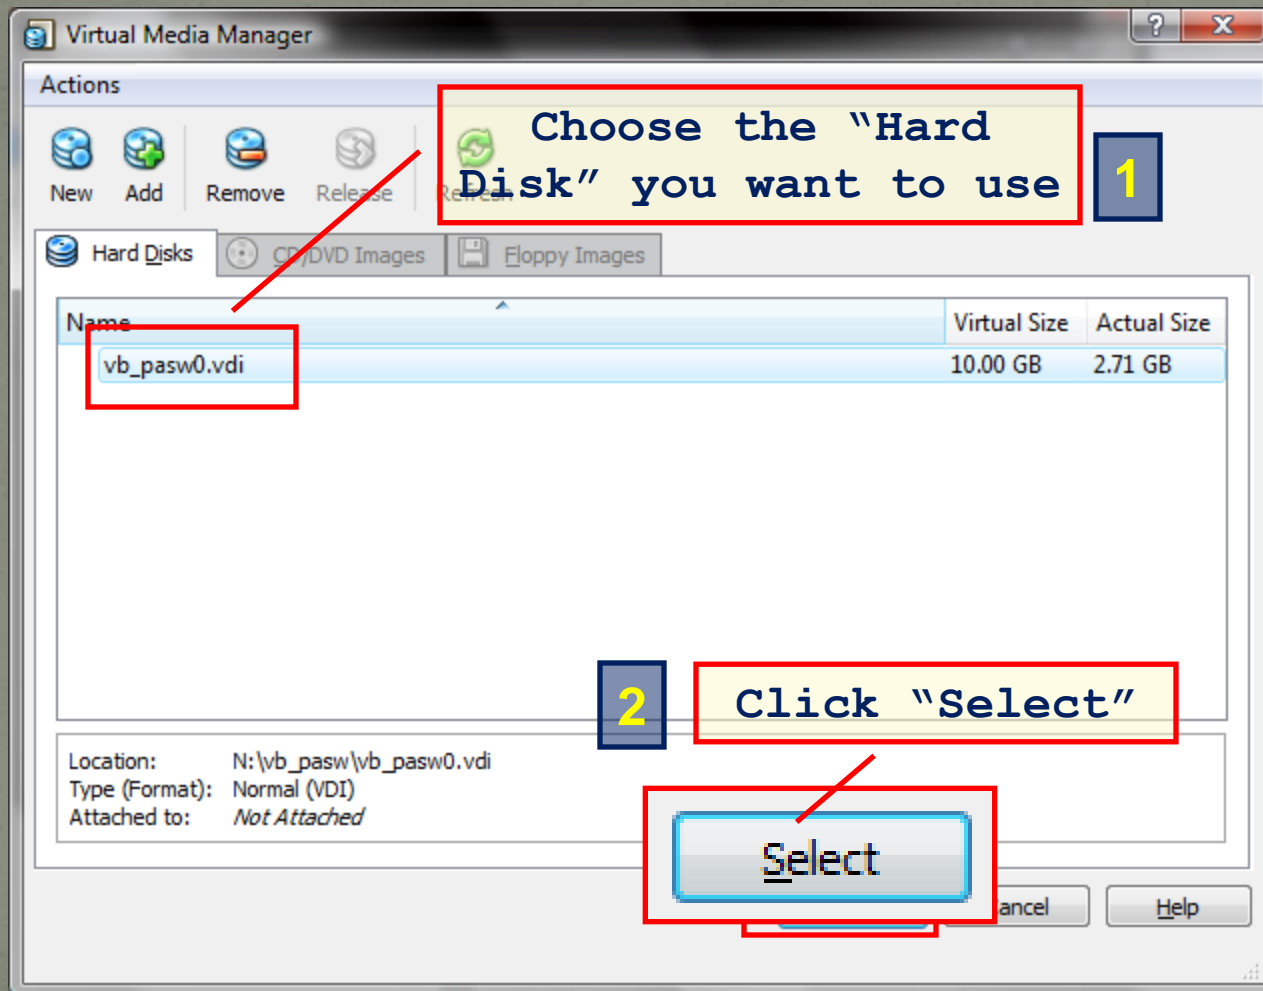 Virtual Media Manager
Actions
Choose the “Hard
Disk” you want to use
1
New Add Remove Release Refresh
Hard Disks CD/DVD Images Floppy Images
Name Virtual Size Actual Size
vb_pasw0.vdi 10.00 GB 2.71 GB
2
Click “Select”
Location: N:\vb_pasw\vb_pasw0.vdi
Type (Format): Normal (VDI)
Attached to: Not Attached
Select
Cancel Help